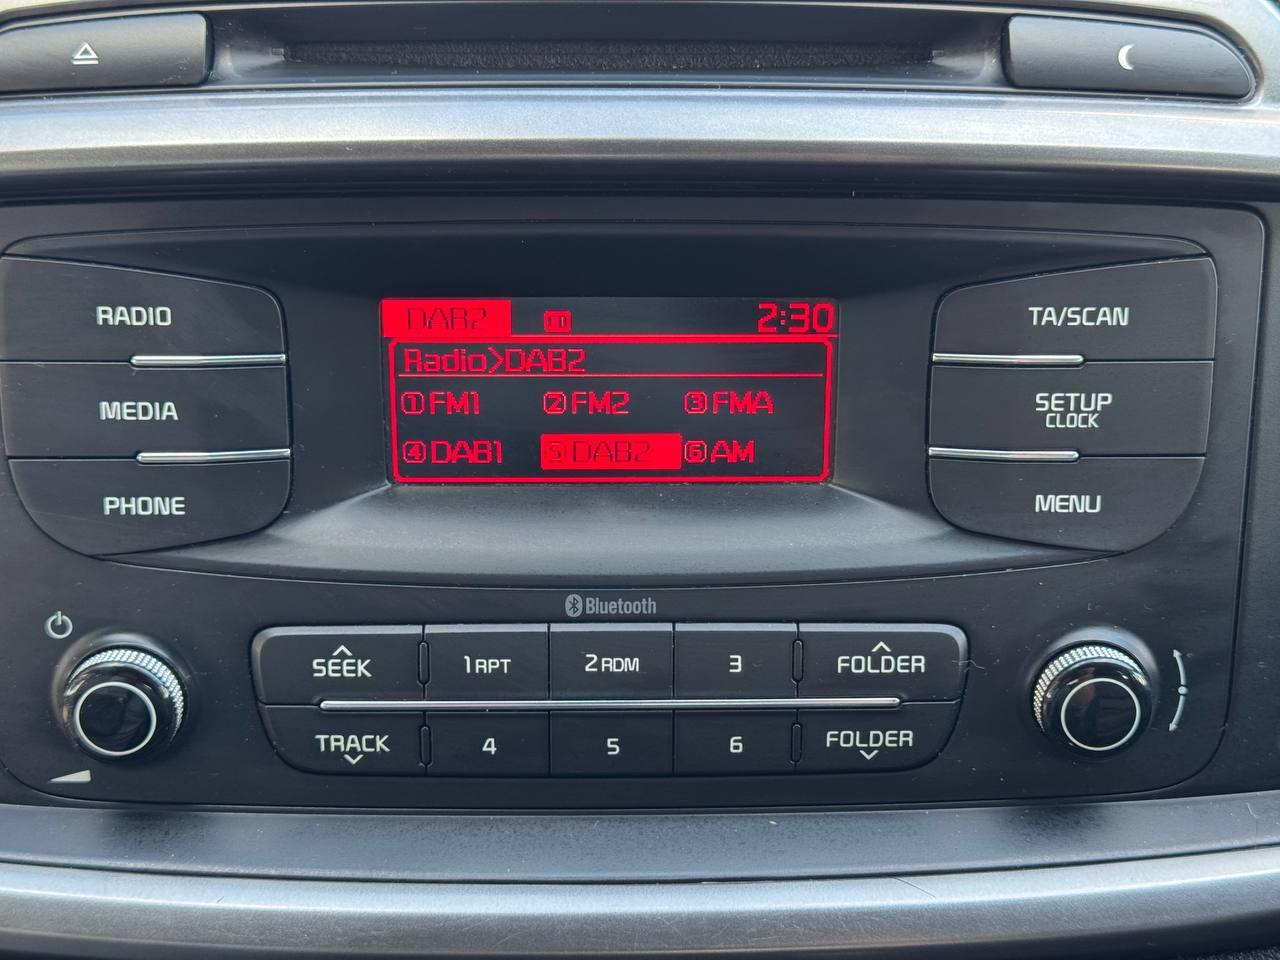 DAB2 CD 2:30
Radio>DAB2
①FM1 ②FM2 ③FMA
④DAB1 ⑤DAB2 ⑥AM
RADIO
MEDIA
PHONE
TA/SCAN
SETUP
CLOCK
MENU
Bluetooth
SEEK 1 RPT 2 RDM 3 FOLDER
TRACK 4 5 6 FOLDER